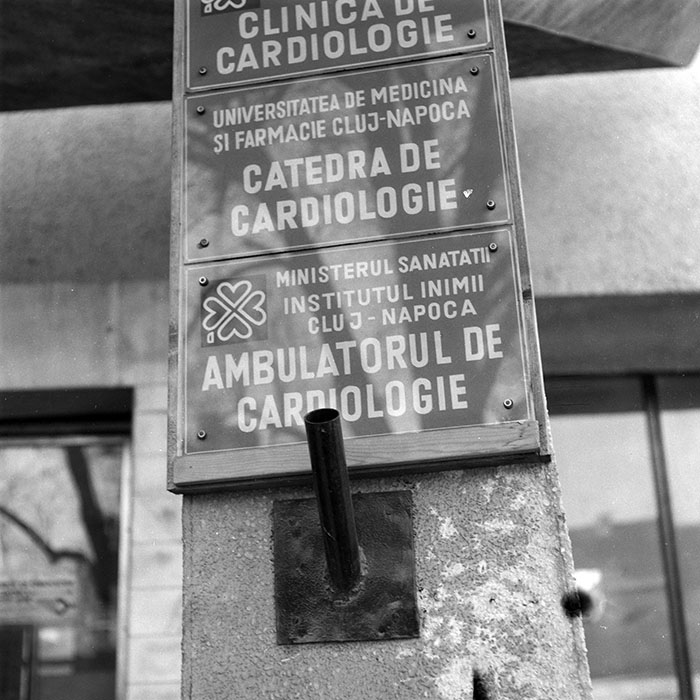 CLINICA DE
CARDIOLOGIE
UNIVERSITATEA DE MEDICINA
ȘI FARMACIE CLUJ-NAPOCA
CATEDRA DE
CARDIOLOGIE
MINISTERUL SANATATII
INSTITUTUL INIMII
CLUJ-NAPOCA
AMBULATORUL DE
CARDIOLOGIE